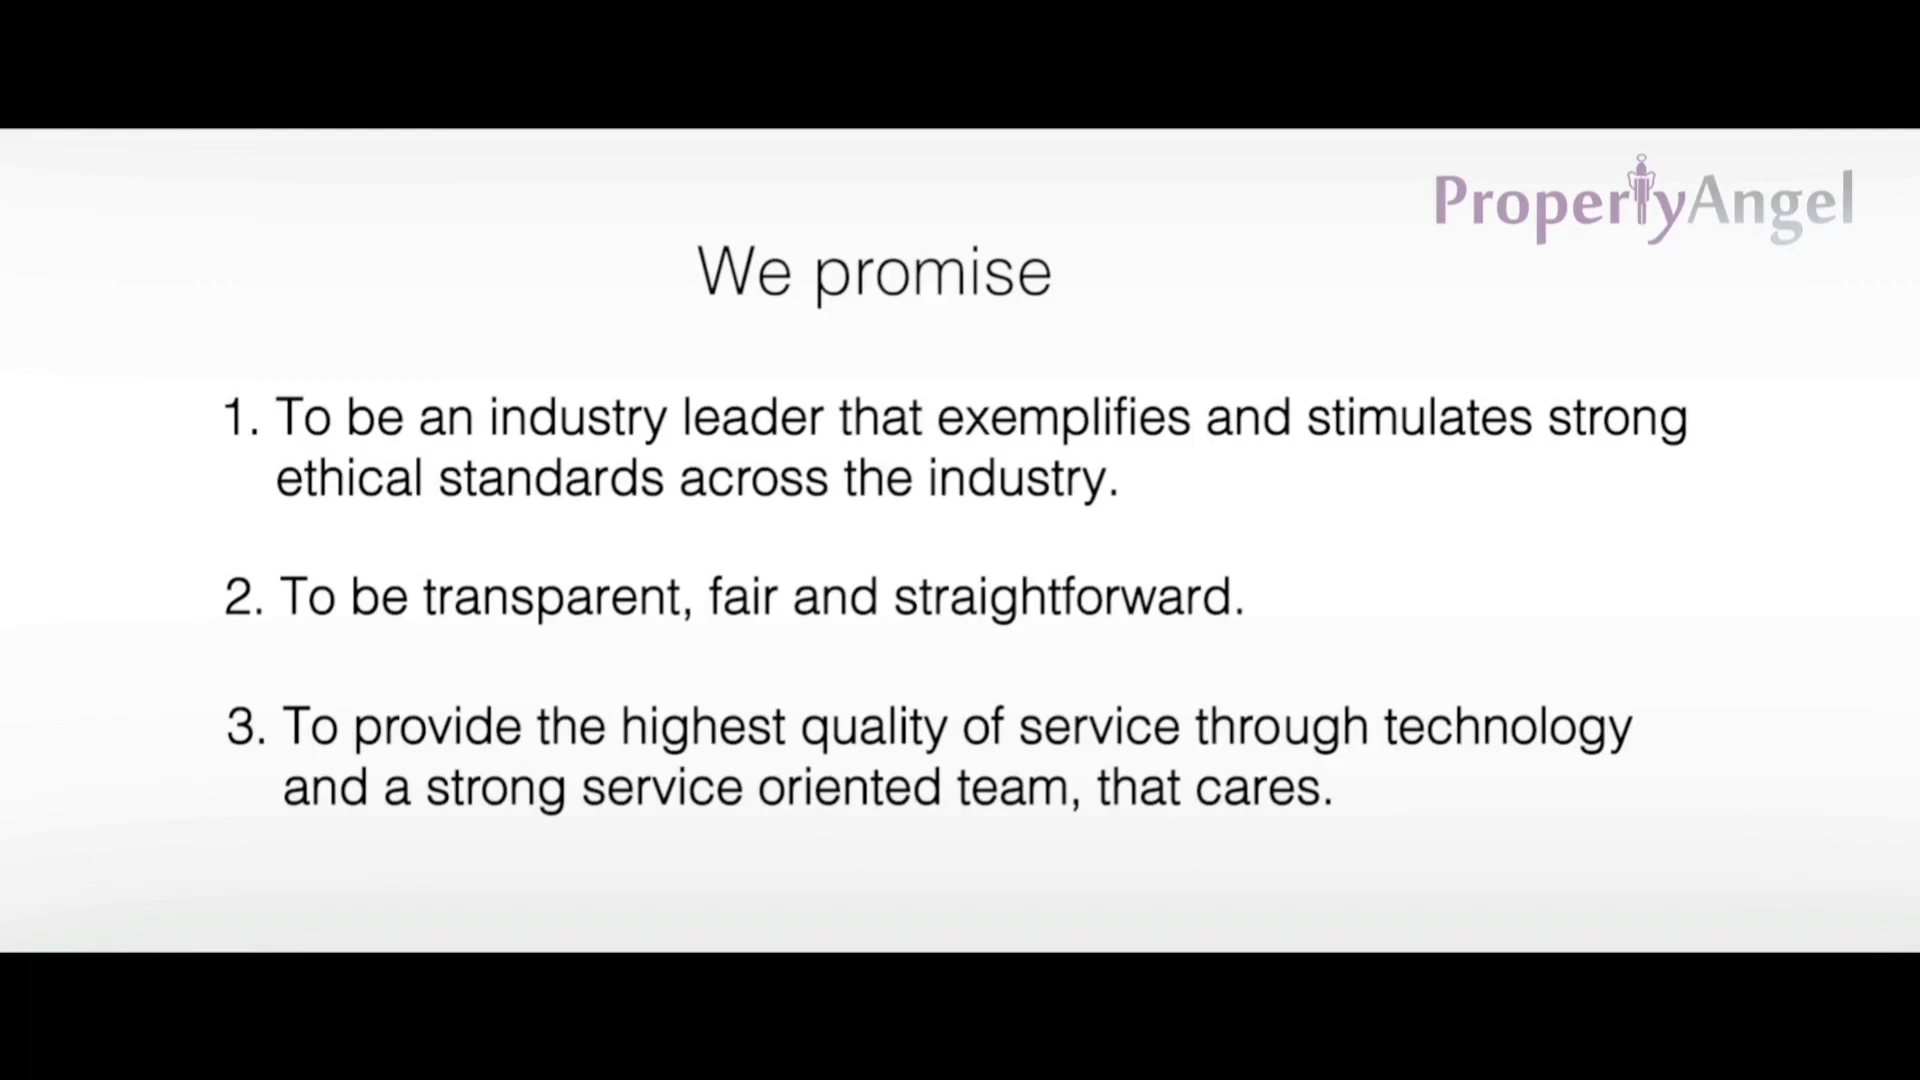 PropertyAngel
We promise
1. To be an industry leader that exemplifies and stimulates strong
ethical standards across the industry.
2. To be transparent, fair and straightforward.
3. To provide the highest quality of service through technology
and a strong service oriented team, that cares.